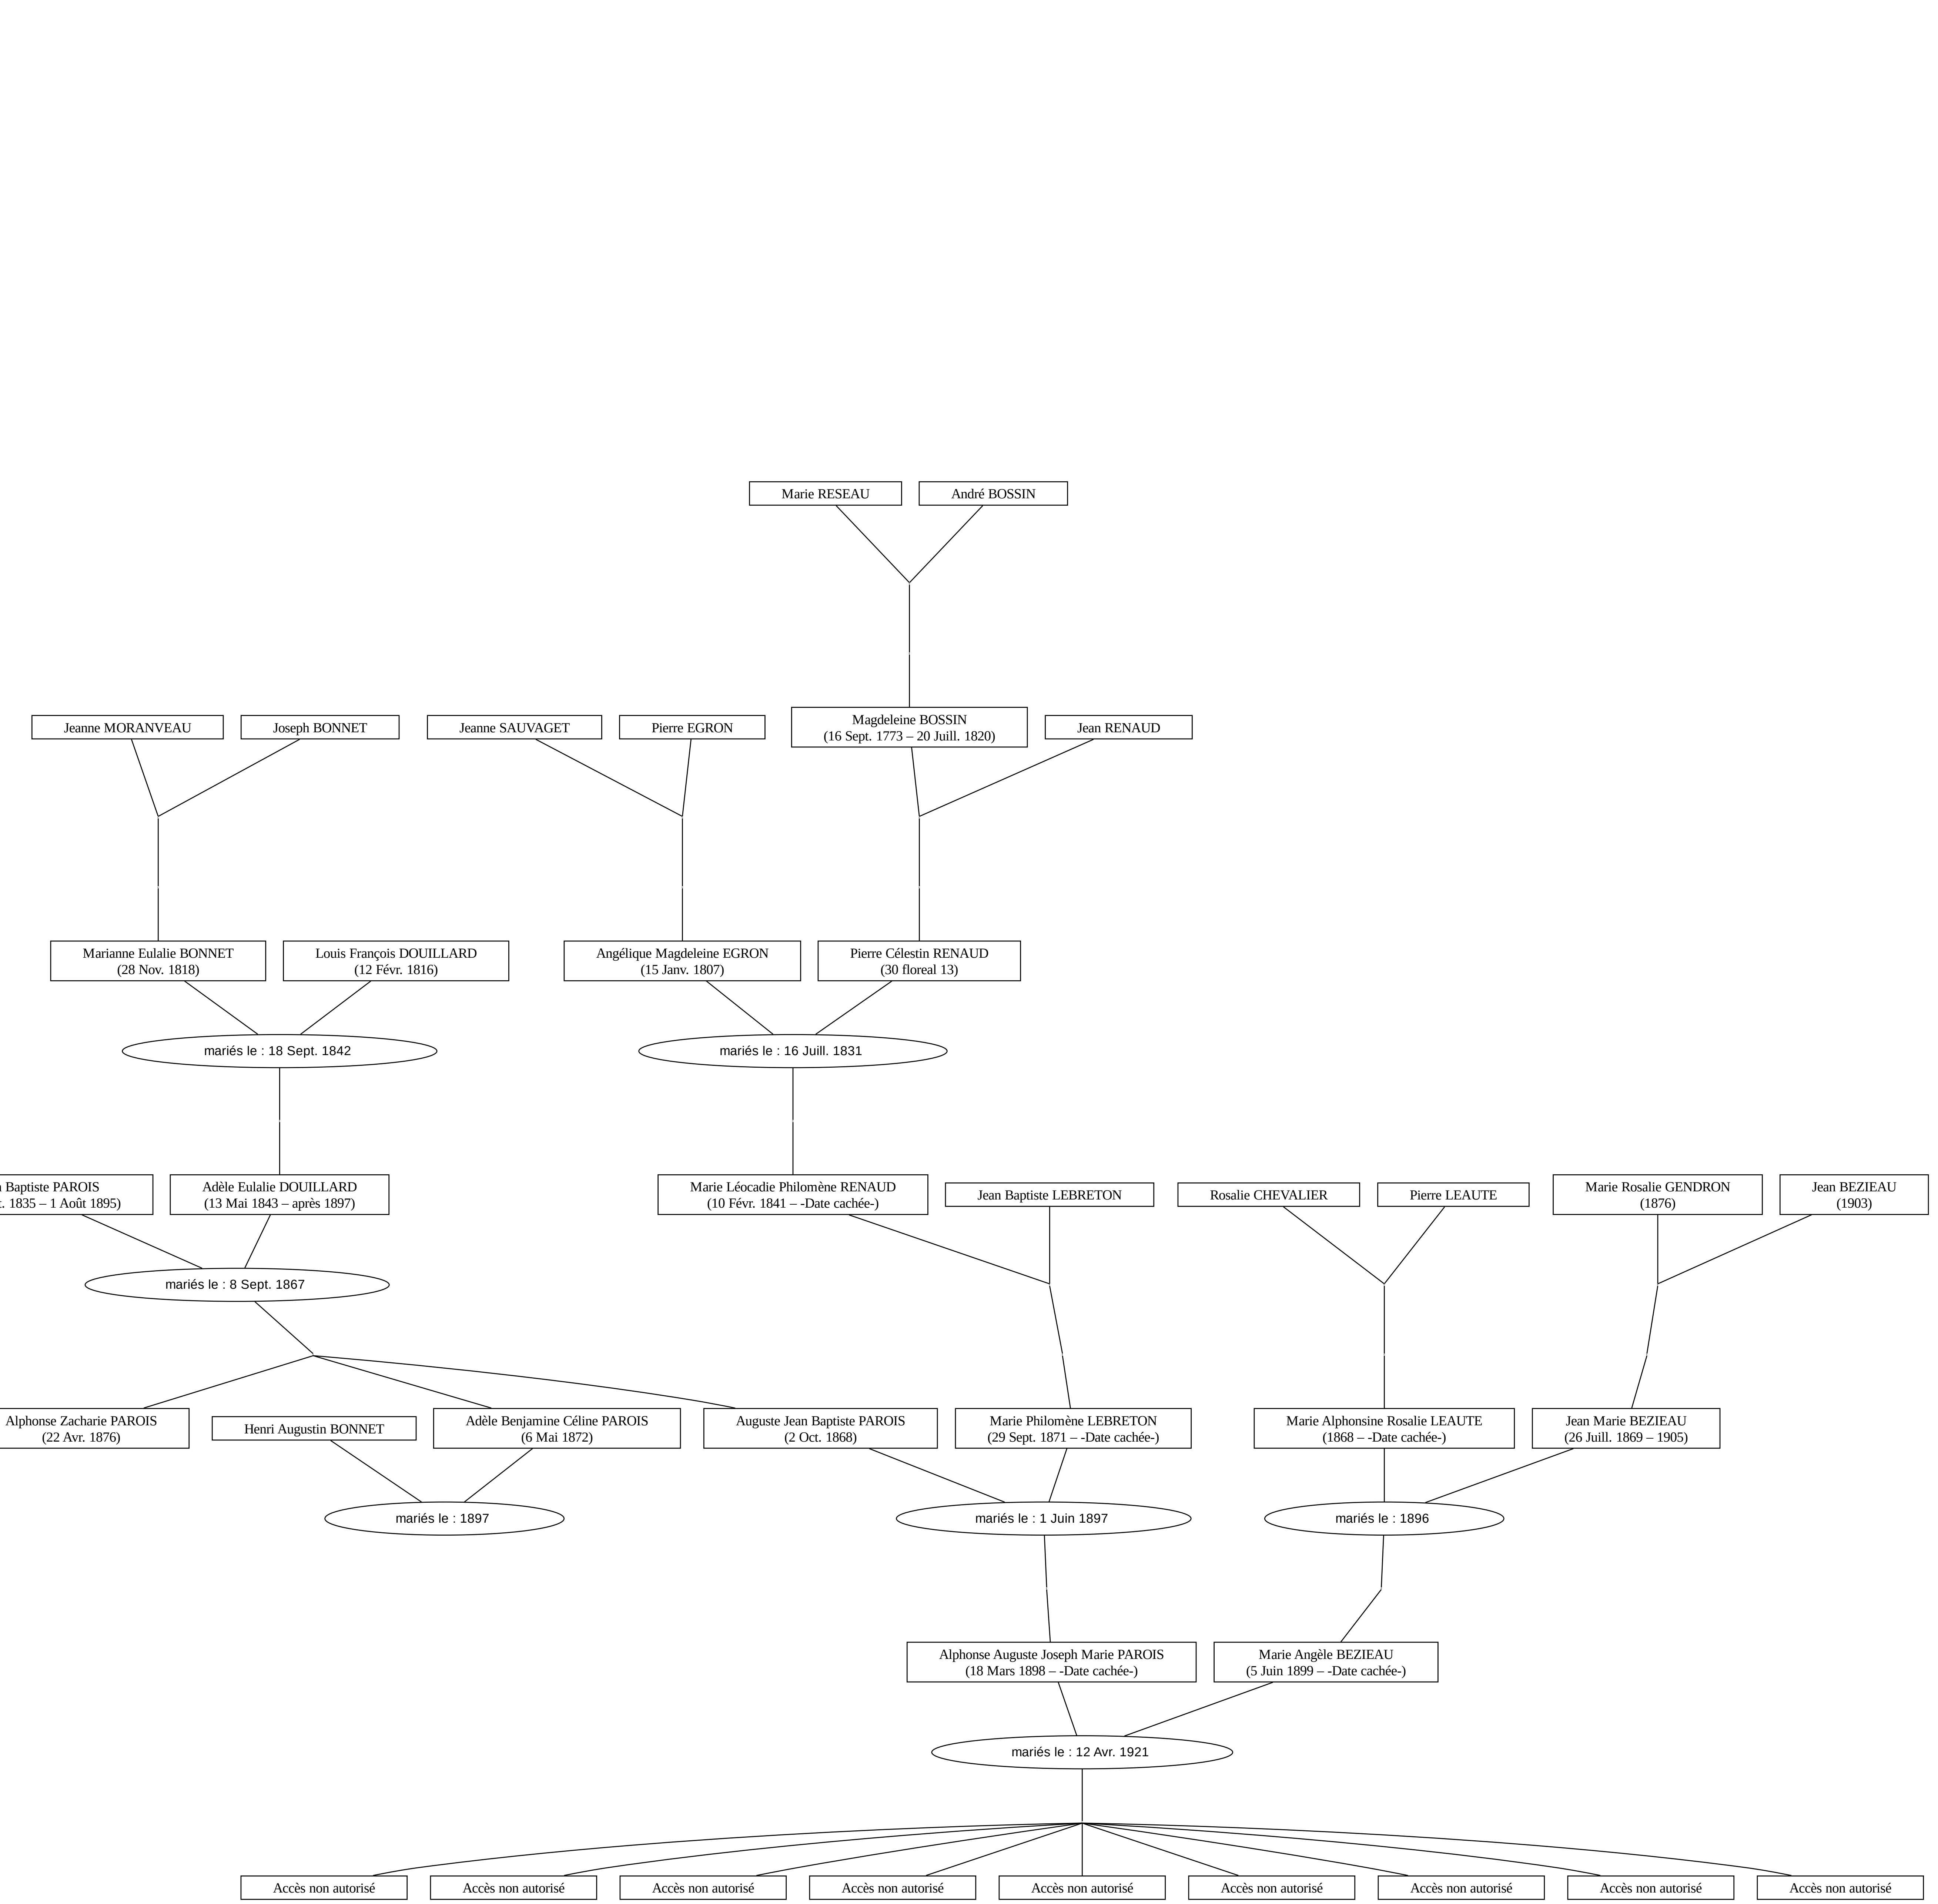 Marie RESEAU
André BOSSIN
Jeanne MORANVEAU
Joseph BONNET
Jeanne SAUVAGET
Pierre EGRON
Magdeleine BOSSIN
(16 Sept. 1773 – 20 Juill. 1820)
Jean RENAUD
Marianne Eulalie BONNET
(28 Nov. 1818)
Louis François DOUILLARD
(12 Févr. 1816)
Angélique Magdeleine EGRON
(15 Janv. 1807)
Pierre Célestin RENAUD
(30 floreal 13)
mariés le : 18 Sept. 1842
mariés le : 16 Juill. 1831
Baptiste PAROIS
1835 – 1 Août 1895)
Adèle Eulalie DOUILLARD
(13 Mai 1843 – après 1897)
Marie Léocadie Philomène RENAUD
(10 Févr. 1841 – -Date cachée-)
Jean Baptiste LEBRETON
Rosalie CHEVALIER
Pierre LEAUTE
Marie Rosalie GENDRON
(1876)
Jean BEZIEAU
(1903)
mariés le : 8 Sept. 1867
Alphonse Zacharie PAROIS
(22 Avr. 1876)
Henri Augustin BONNET
Adèle Benjamine Céline PAROIS
(6 Mai 1872)
Auguste Jean Baptiste PAROIS
(2 Oct. 1868)
Marie Philomène LEBRETON
(29 Sept. 1871 – -Date cachée-)
Marie Alphonsine Rosalie LEAUTE
(1868 – -Date cachée-)
Jean Marie BEZIEAU
(26 Juill. 1869 – 1905)
mariés le : 1897
mariés le : 1 Juin 1897
mariés le : 1896
Alphonse Auguste Joseph Marie PAROIS
(18 Mars 1898 – -Date cachée-)
Marie Angèle BEZIEAU
(5 Juin 1899 – -Date cachée-)
mariés le : 12 Avr. 1921
Accès non autorisé
Accès non autorisé
Accès non autorisé
Accès non autorisé
Accès non autorisé
Accès non autorisé
Accès non autorisé
Accès non autorisé
Accès non autorisé